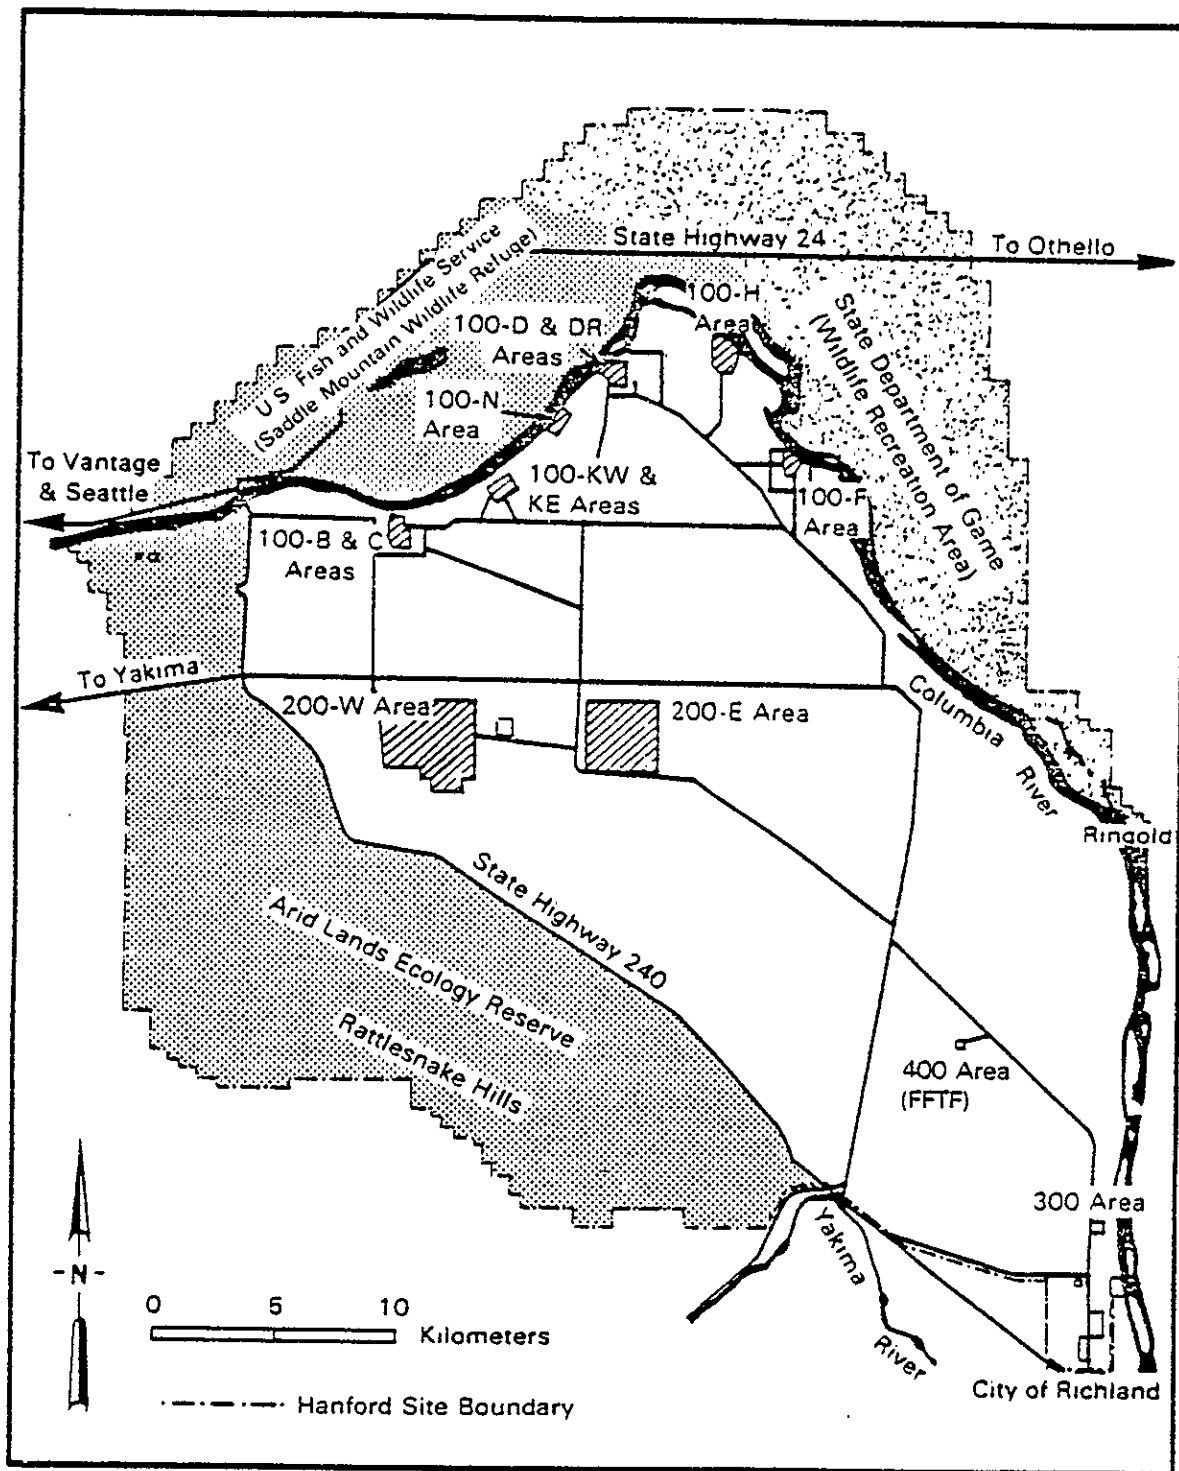 State Highway 24
To Othello
U S Fish and Wildlife Service
(Saddle Mountain Wildlife Refuge)
100-H
Area
State Department of Game
(Wildlife Recreation Area)
100-D & DR
Areas
100-N
Area
To Vantage
& Seattle
100-KW &
KE Areas
100-F
Area
100-B & C
Areas
To Yakima
200-W Area
200-E Area
Columbia
River
Ringold
State Highway 240
Arid Lands Ecology Reserve
Rattlesnake Hills
400 Area
(FFTF)
300 Area
Yakima
River
-N-
0 5 10
Kilometers
Hanford Site Boundary
City of Richland